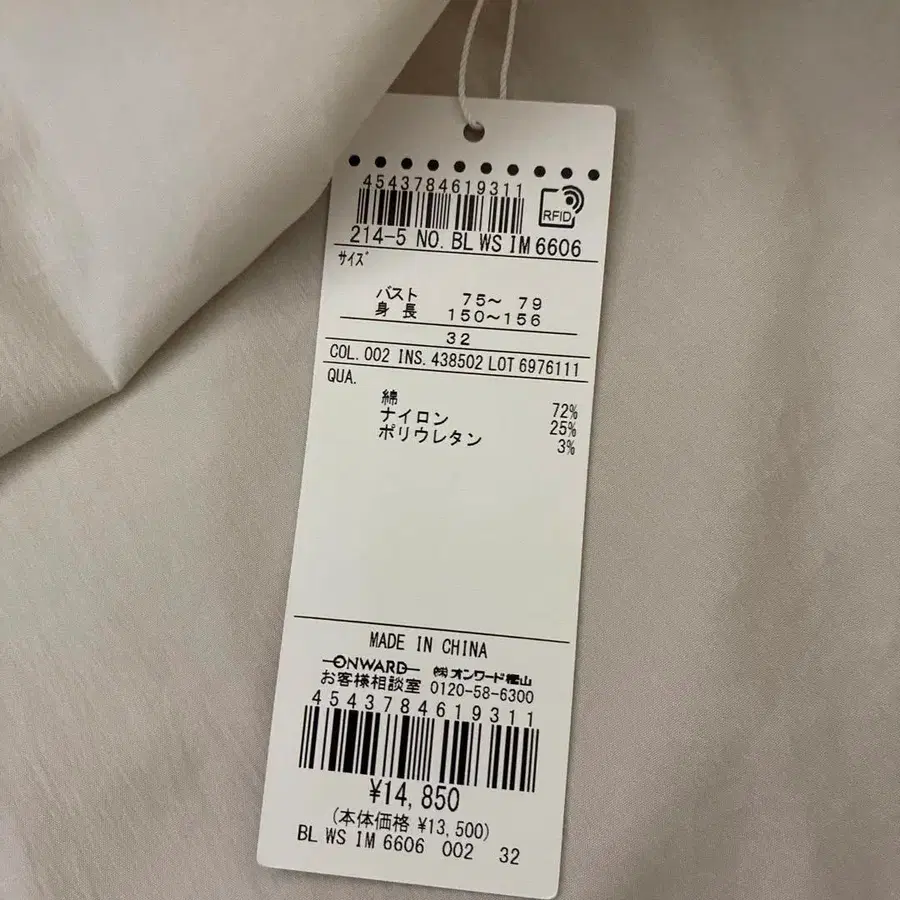 4543784619311
RFID
214-5 NO. BL WS IM 6606
サイズ
バスト 75～ 79
身長 150～156
32
COL. 002 INS. 438502 LOT 6976111
QUA.
綿 72%
ナイロン 25%
ポリウレタン 3%
MADE IN CHINA
ONWARD ㈱オンワード樫山
お客様相談室 0120-58-6300
4543784619311
¥14,850
(本体価格 ¥13,500)
BL WS IM 6606 002 32